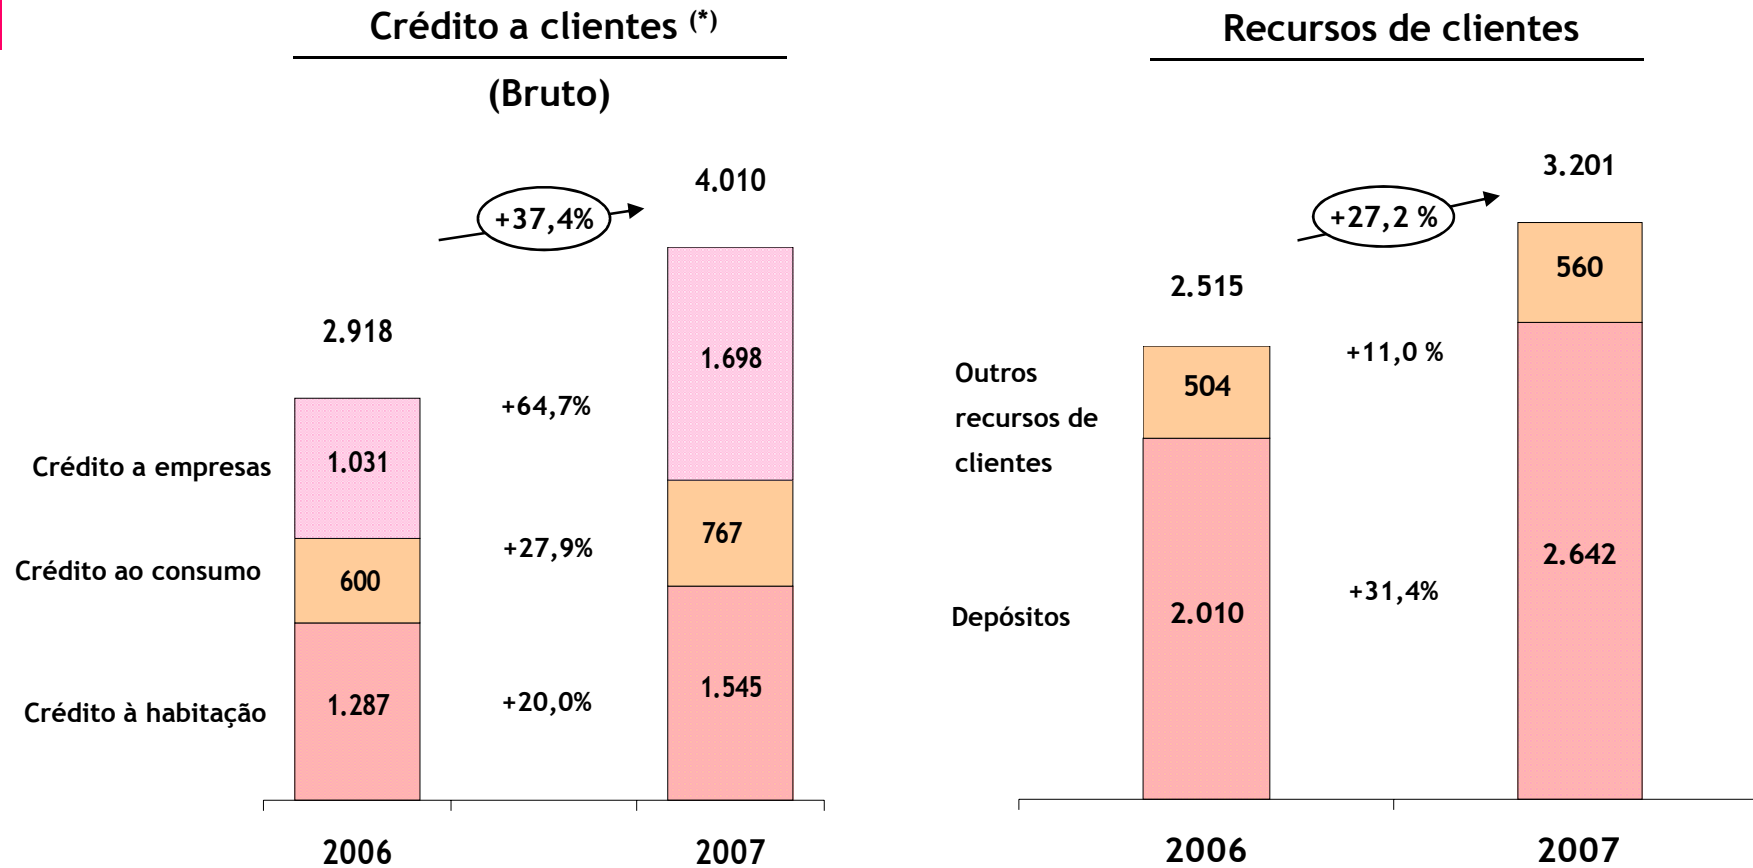 Crédito a clientes (*)
(Bruto)
4.010
+37,4%
2.918
1.698
+64,7%
Crédito a empresas
1.031
767
+27,9%
Crédito ao consumo
600
1.545
+20,0%
Crédito à habitação
1.287
2006
2007
Recursos de clientes
3.201
+27,2 %
560
2.515
+11,0 %
Outros
recursos de
clientes
504
2.642
+31,4%
Depósitos
2.010
2006
2007